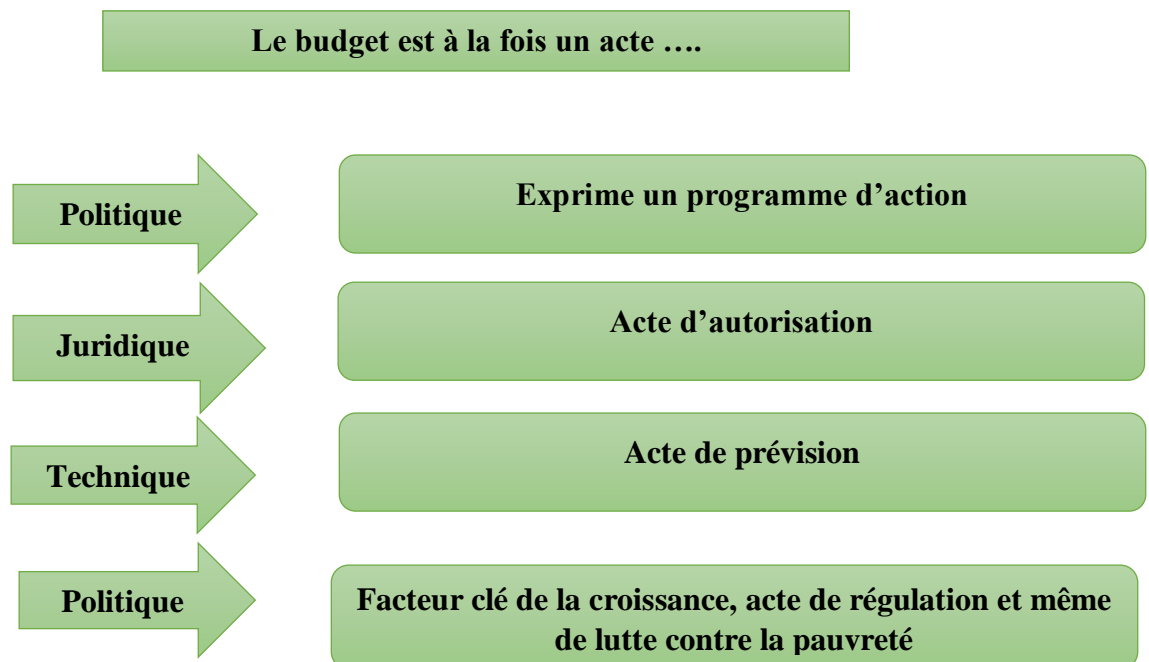 Le budget est à la fois un acte ….
Politique
Exprime un programme d’action
Juridique
Acte d’autorisation
Technique
Acte de prévision
Politique
Facteur clé de la croissance, acte de régulation et même
de lutte contre la pauvreté